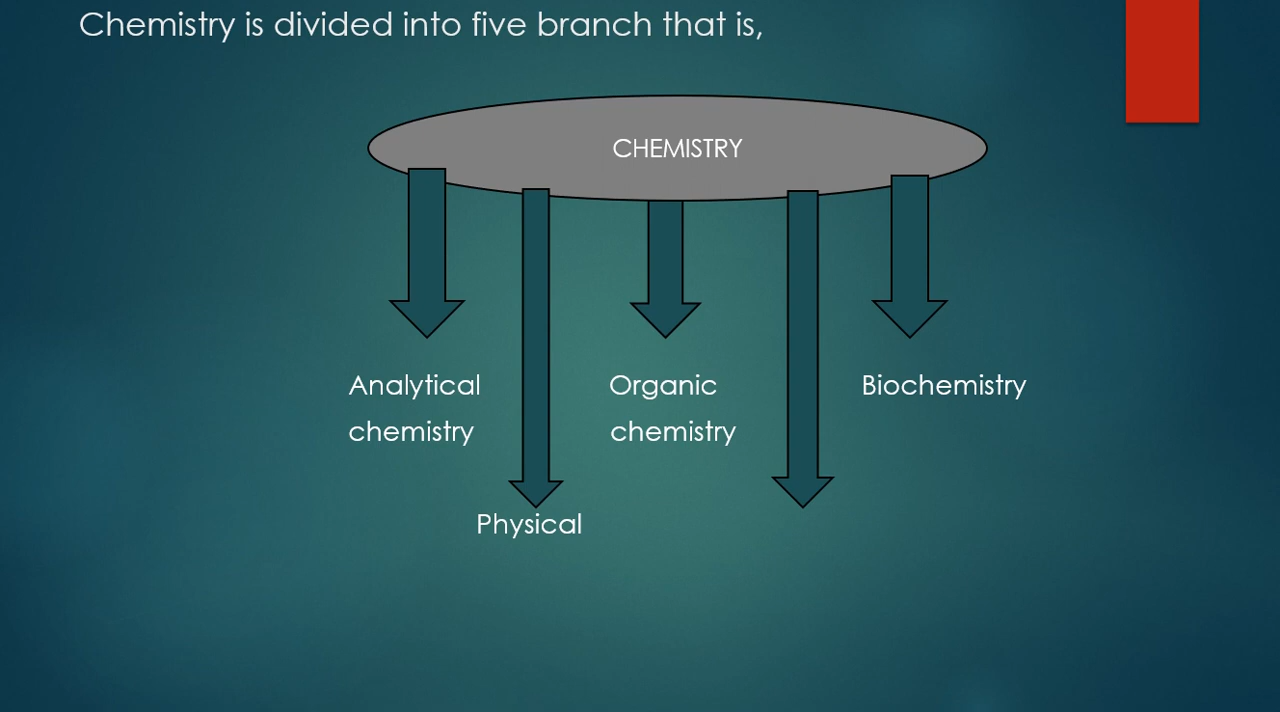 Chemistry is divided into five branch that is,
CHEMISTRY
Analytical
chemistry
Organic
chemistry
Biochemistry
Physical